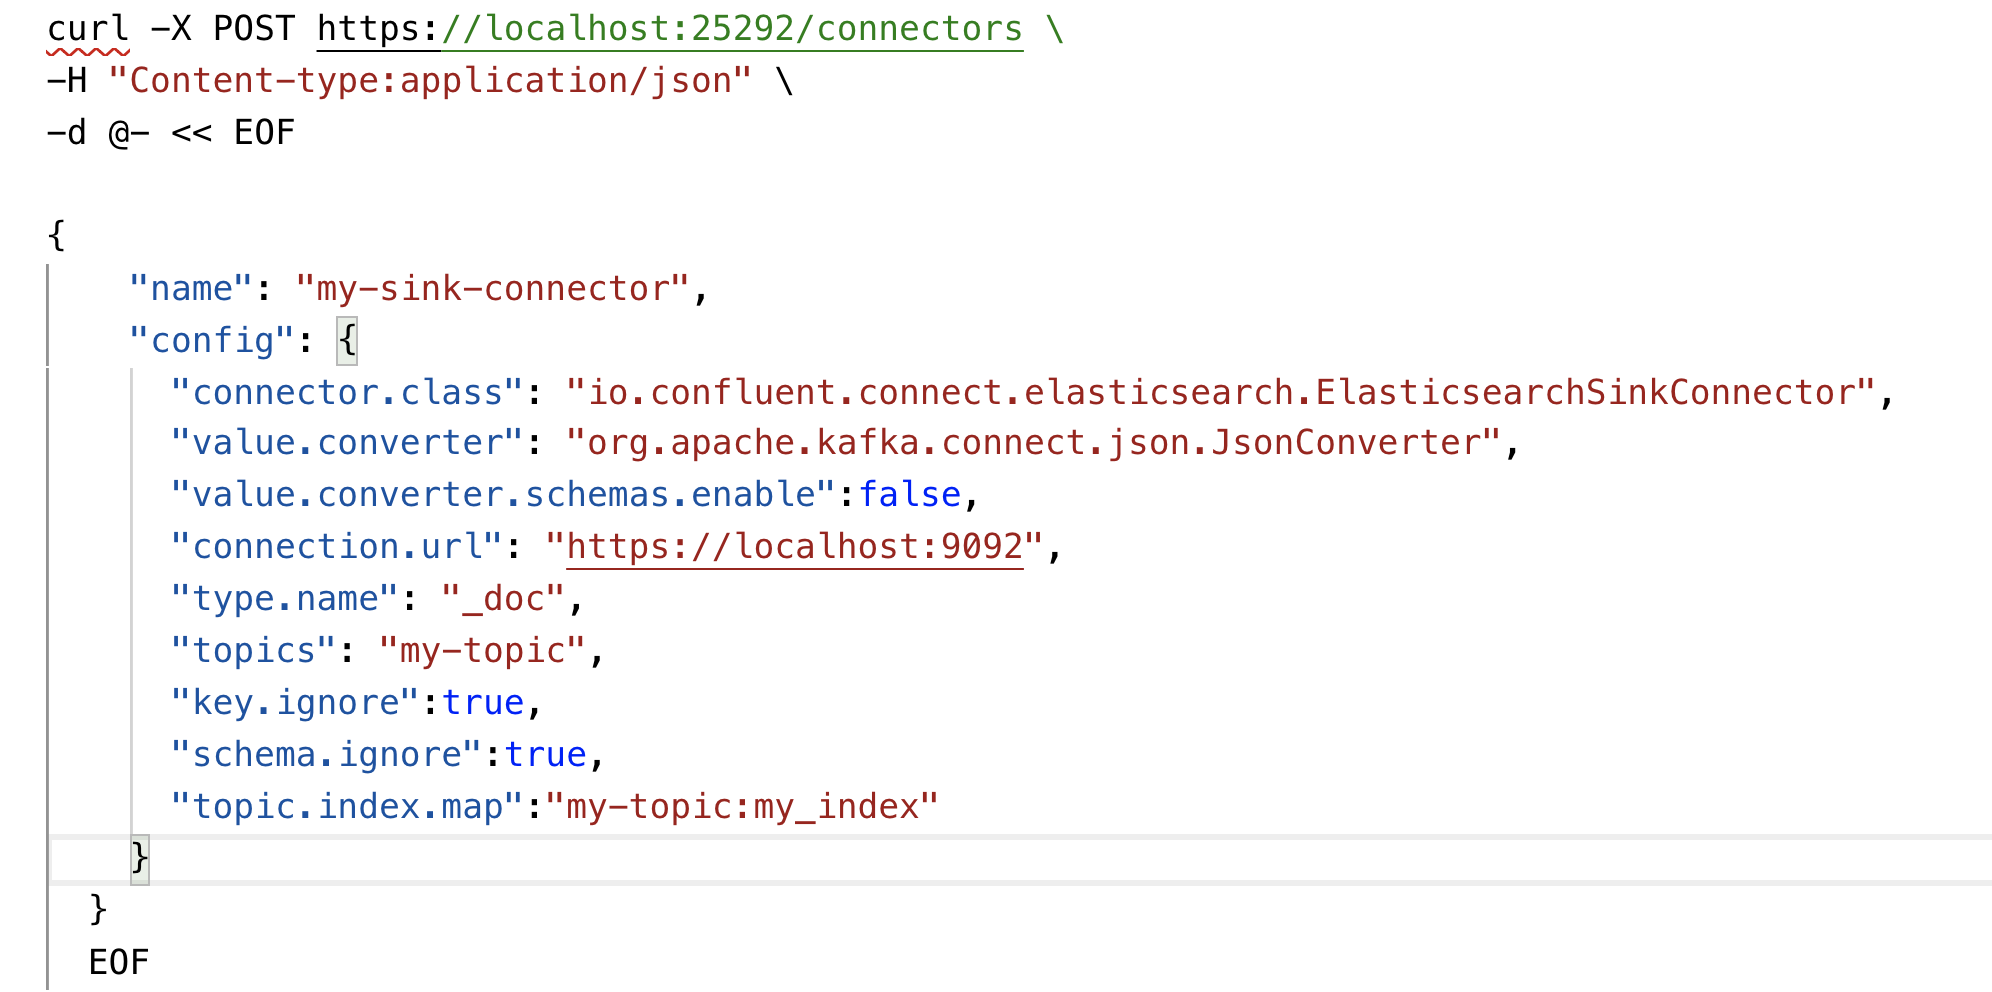 curl -X POST https://localhost:25292/connectors \
-H "Content-type:application/json" \
-d @- << EOF
{
"name": "my-sink-connector",
"config": {
"connector.class": "io.confluent.connect.elasticsearch.ElasticsearchSinkConnector",
"value.converter": "org.apache.kafka.connect.json.JsonConverter",
"value.converter.schemas.enable":false,
"connection.url": "https://localhost:9092",
"type.name": "_doc",
"topics": "my-topic",
"key.ignore":true,
"schema.ignore":true,
"topic.index.map":"my-topic:my_index"
}
}
EOF